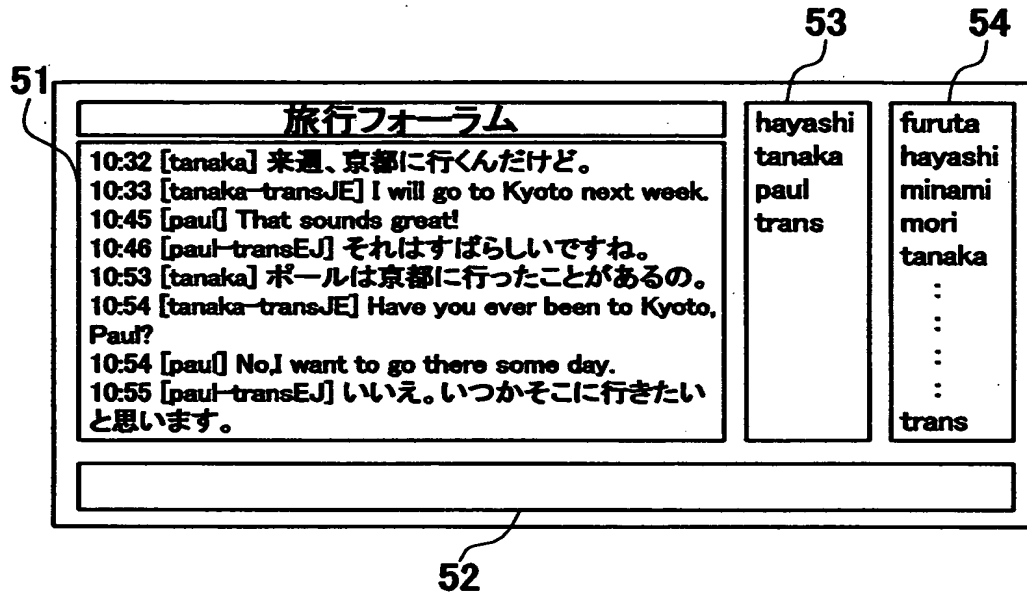 53
54
51
旅行フォーラム
10:32 [tanaka] 来週、京都に行くんだけど。
10:33 [tanaka-transJE] I will go to Kyoto next week.
10:45 [paul] That sounds great!
10:46 [paul-transEJ] それはすばらしいですね。
10:53 [tanaka] ポールは京都に行ったことがあるの。
10:54 [tanaka-transJE] Have you ever been to Kyoto,
Paul?
10:54 [paul] No,I want to go there some day.
10:55 [paul-transEJ] いいえ。いつかそこに行きたい
と思います。
hayashi
tanaka
paul
trans
furuta
hayashi
minami
mori
tanaka
:
:
:
:
trans
52